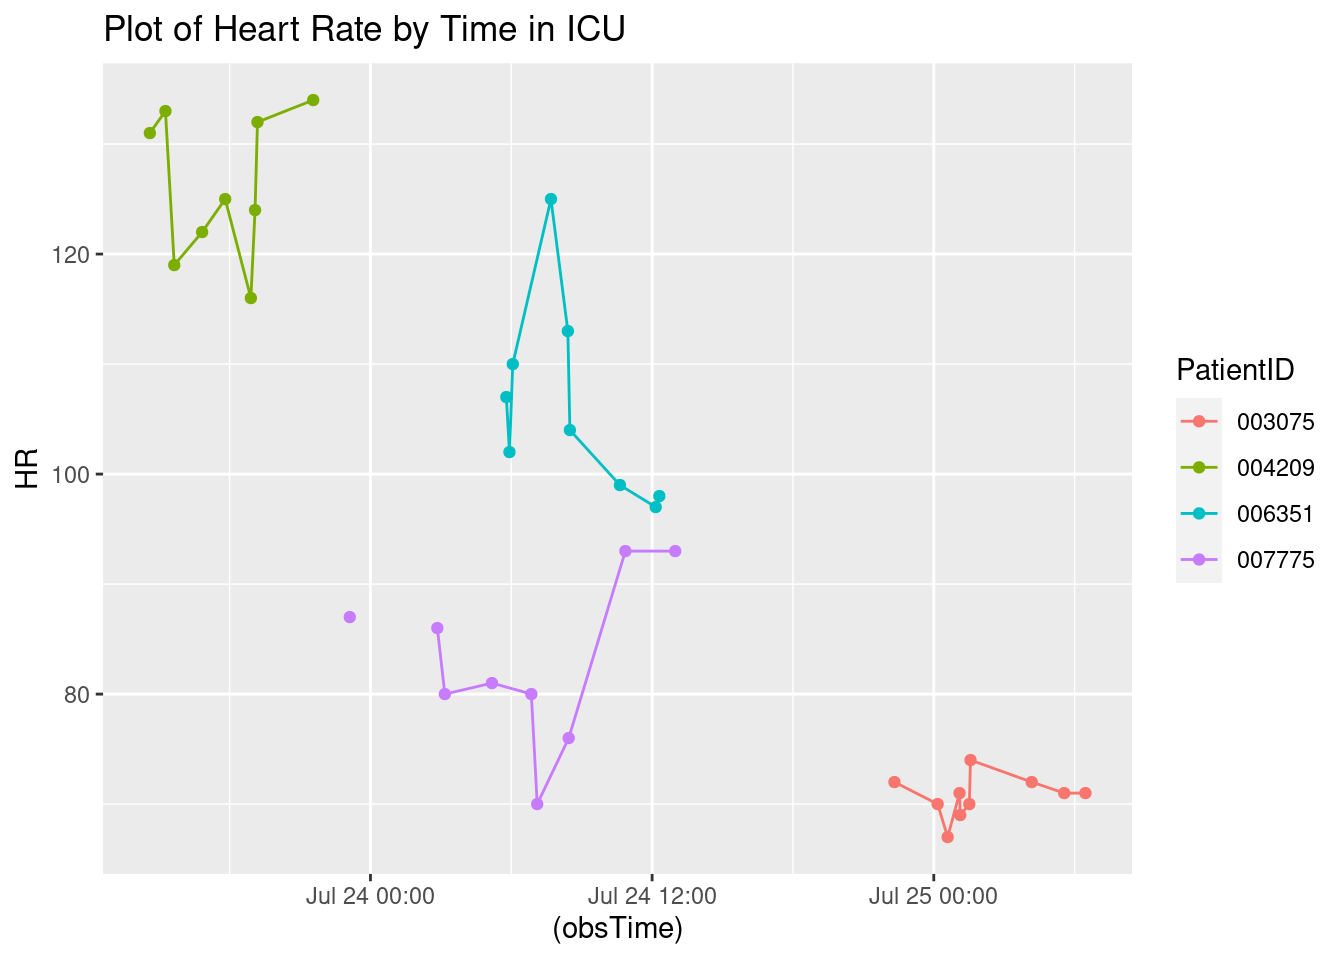 Plot of Heart Rate by Time in ICU
HR
120
100
80
Jul 24 00:00
Jul 24 12:00
Jul 25 00:00
(obsTime)
PatientID
003075
004209
006351
007775